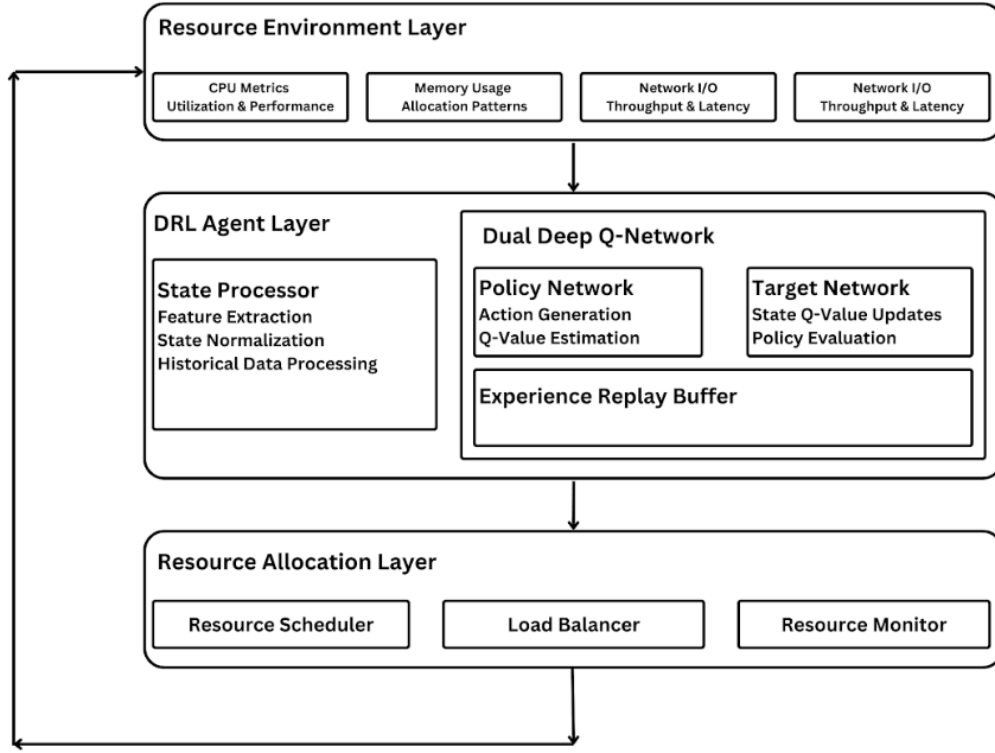 Resource Environment Layer
CPU Metrics
Utilization & Performance
Memory Usage
Allocation Patterns
Network I/O
Throughput & Latency
Network I/O
Throughput & Latency
DRL Agent Layer
State Processor
Feature Extraction
State Normalization
Historical Data Processing
Dual Deep Q-Network
Policy Network
Action Generation
Q-Value Estimation
Target Network
State Q-Value Updates
Policy Evaluation
Experience Replay Buffer
Resource Allocation Layer
Resource Scheduler
Load Balancer
Resource Monitor